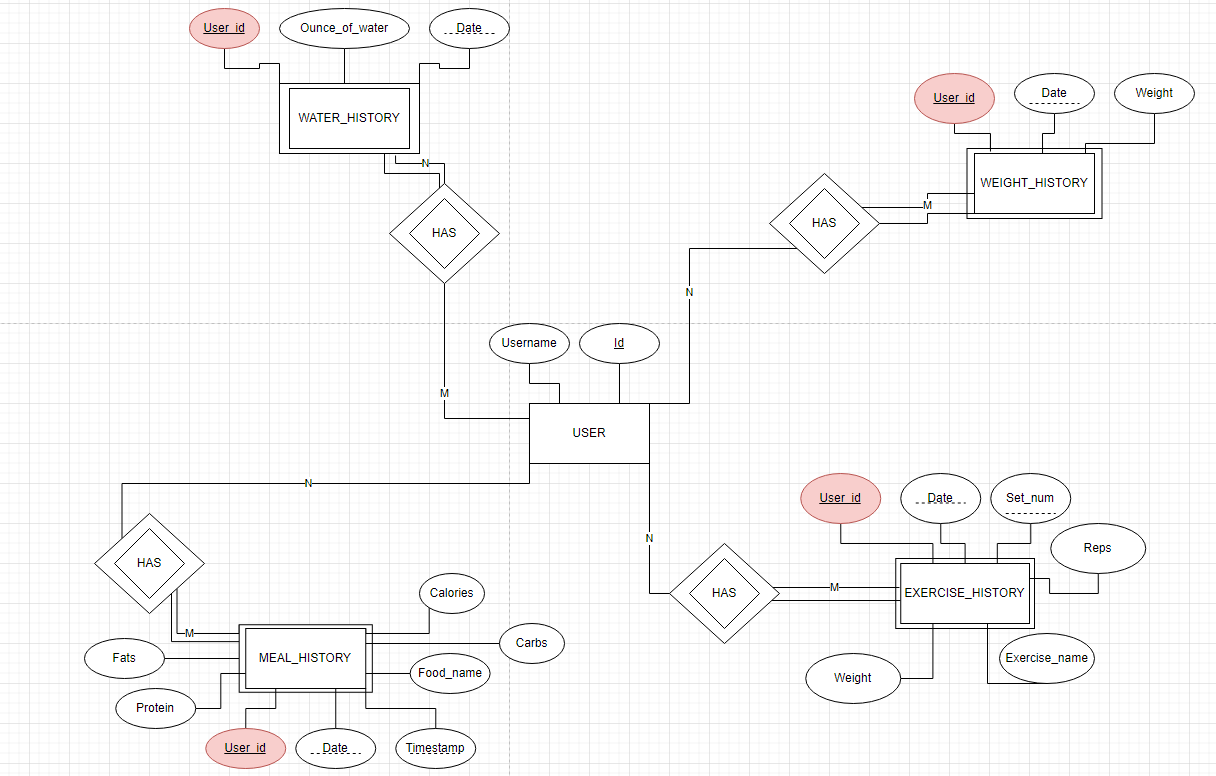 User_id
Ounce_of_water
Date
WATER_HISTORY
N
HAS
M
User_id
Date
Weight
WEIGHT_HISTORY
M
HAS
N
Username
Id
USER
N
HAS
M
Calories
Carbs
Fats
MEAL_HISTORY
Food_name
Protein
User_id
Date
Timestamp
N
HAS
M
User_id
Date
Set_num
Reps
EXERCISE_HISTORY
Weight
Exercise_name